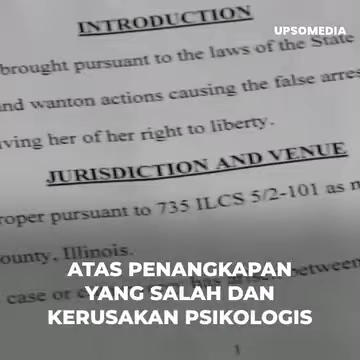 INTRODUCTION
UPSOMEDIA
brought pursuant to the laws of the State
and wanton actions causing the false arres
ving her of her right to liberty.
JURISDICTION AND VENUE
roper pursuant to 735 ILCS 5/2-101 as
ounty, Illinois.
ATAS PENANGKAPAN
case or between
YANG SALAH DAN
KERUSAKAN PSIKOLOGIS
1